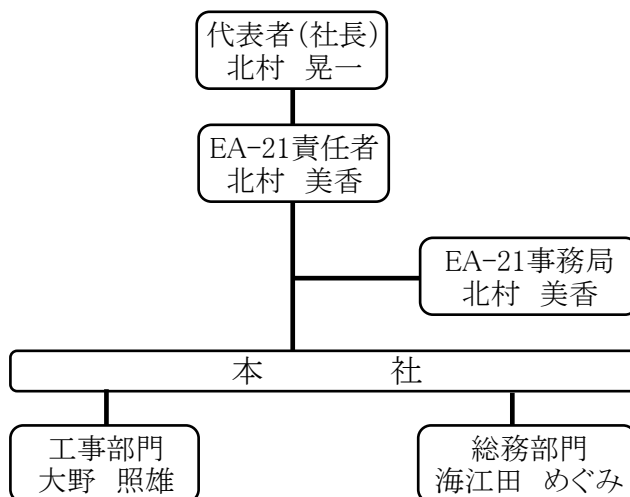 代表者(社長)
北村　晃一
EA-21責任者
北村　美香
EA-21事務局
北村　美香
本　　　　社
工事部門
大野　照雄
総務部門
海江田　めぐみ